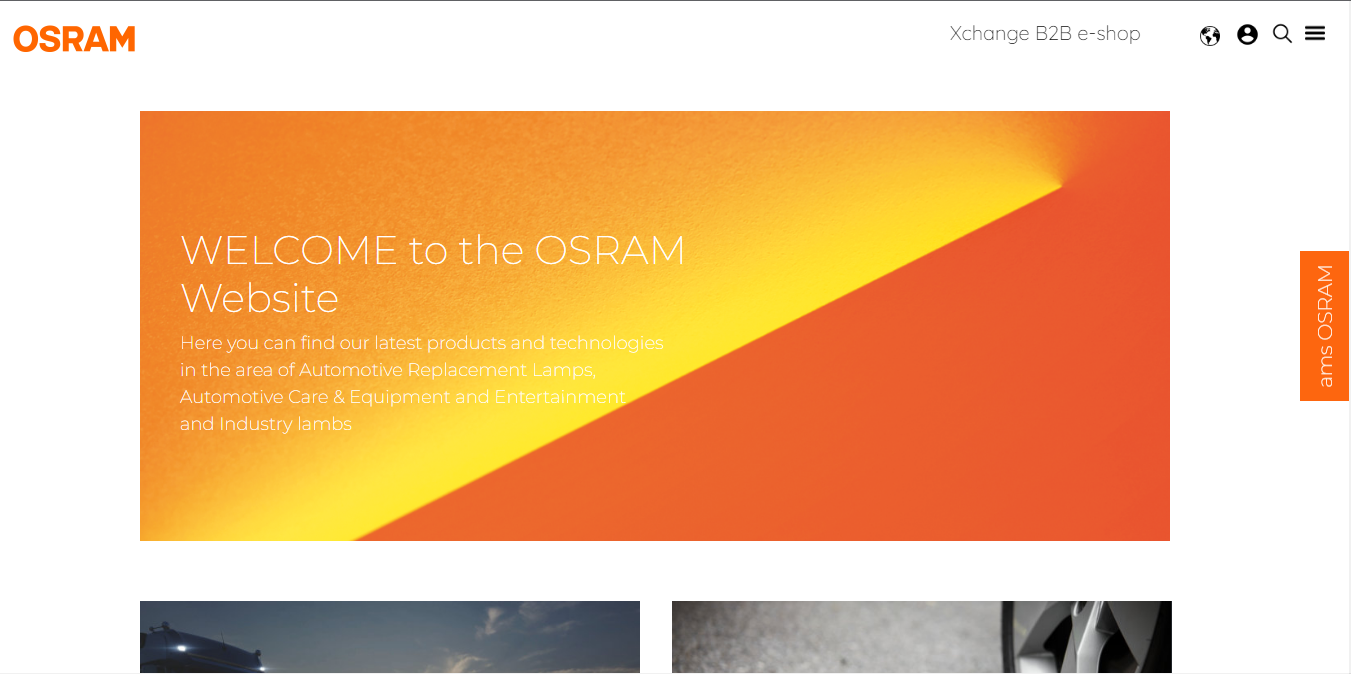 OSRAM
Xchange B2B e-shop
WELCOME to the OSRAM
Website
Here you can find our latest products and technologies
in the area of Automotive Replacement Lamps,
Automotive Care & Equipment and Entertainment
and Industry lambs
ams OSRAM